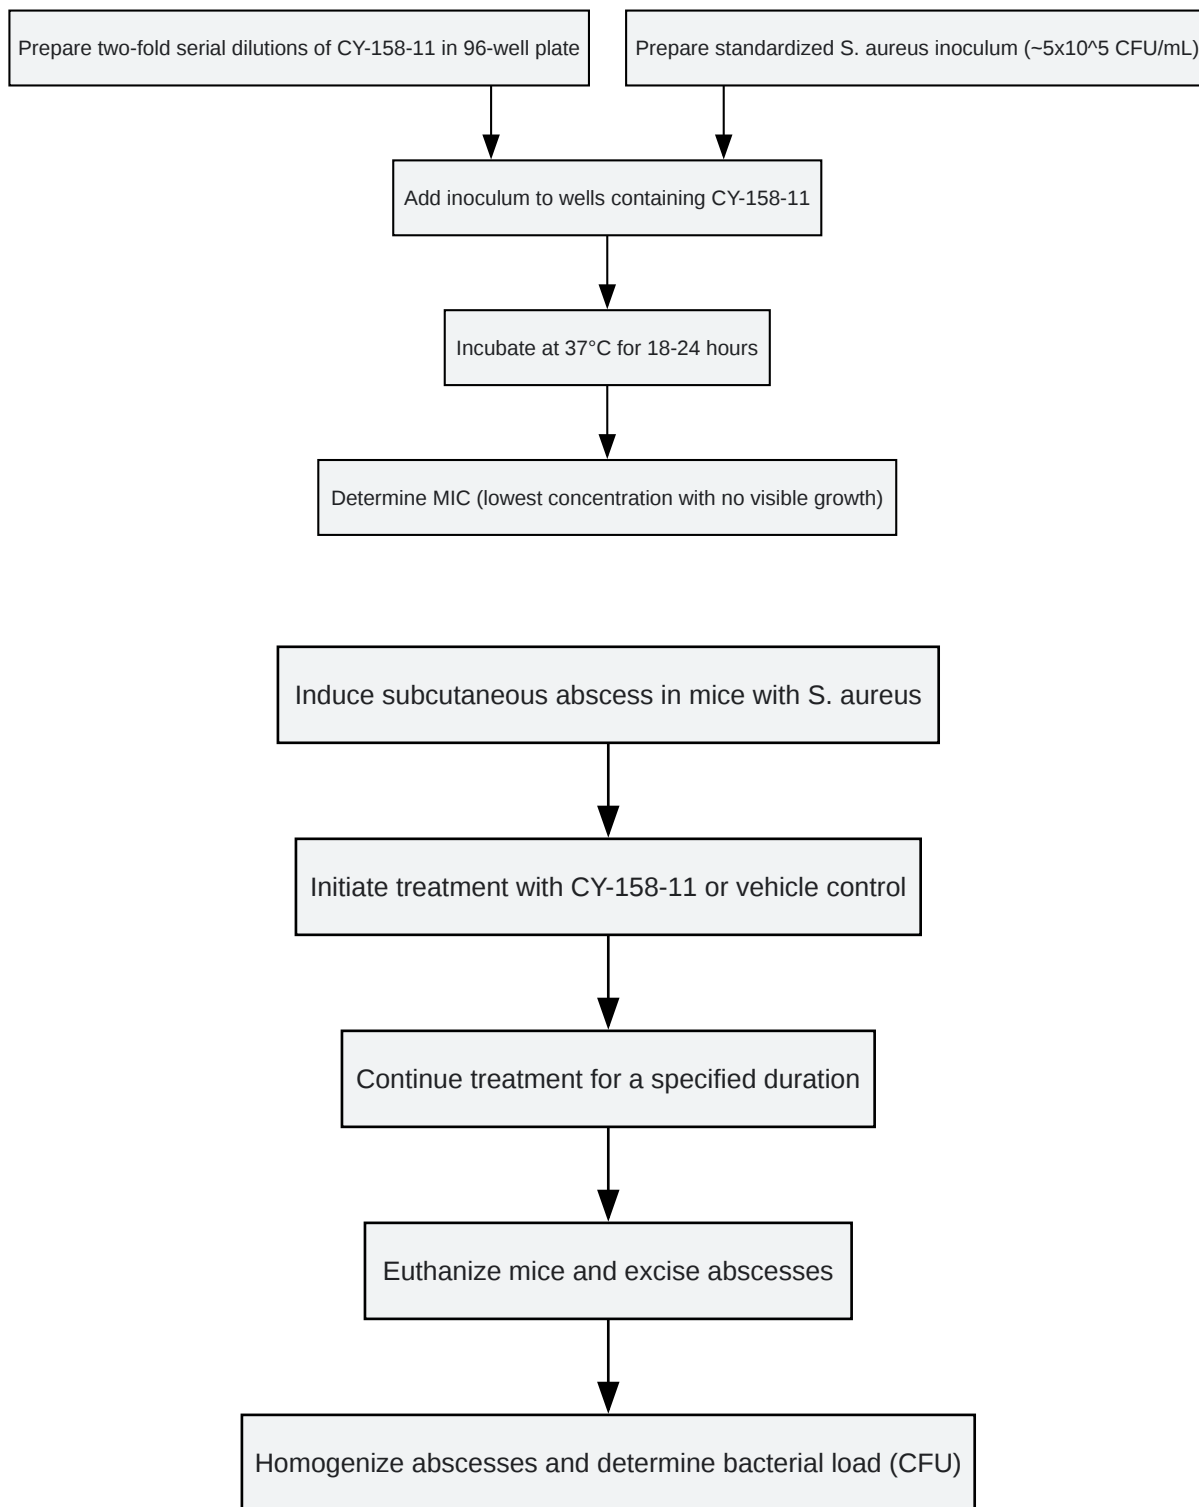 Prepare two-fold serial dilutions of CY-158-11 in 96-well plate
Prepare standardized S. aureus inoculum (~5x10^5 CFU/mL)
Add inoculum to wells containing CY-158-11
Incubate at 37°C for 18-24 hours
Determine MIC (lowest concentration with no visible growth)
Induce subcutaneous abscess in mice with S. aureus
Initiate treatment with CY-158-11 or vehicle control
Continue treatment for a specified duration
Euthanize mice and excise abscesses
Homogenize abscesses and determine bacterial load (CFU)